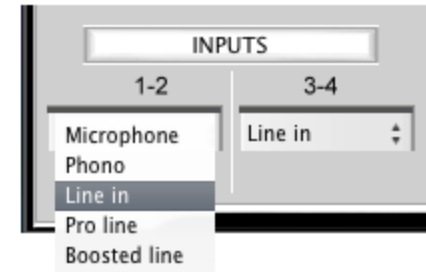 INPUTS
1-2 3-4
Microphone Line in
Phono
Line in
Pro line
Boosted line